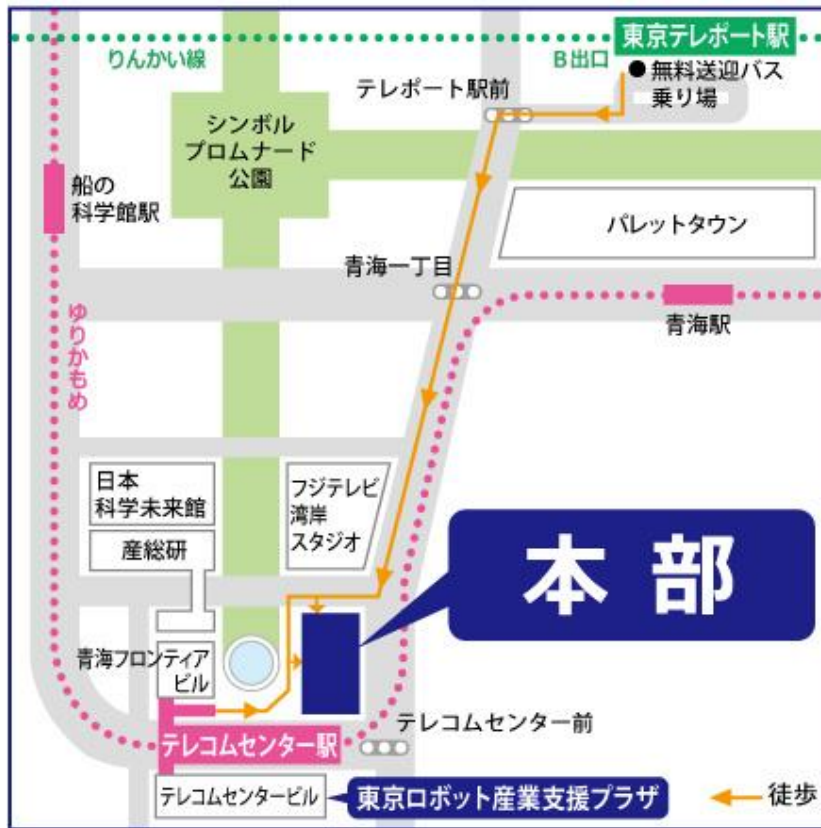 東京テレポート駅
りんかい線
B出口
●無料送迎バス
乗り場
テレポート駅前
シンボル
プロムナード
公園
船の
科学館駅
パレットタウン
青海一丁目
青海駅
ゆりかもめ
日本
科学未来館
フジテレビ
湾岸
スタジオ
産総研
本部
青海フロンティア
ビル
テレコムセンター前
テレコムセンター駅
テレコムセンタービル
東京ロボット産業支援プラザ
徒歩